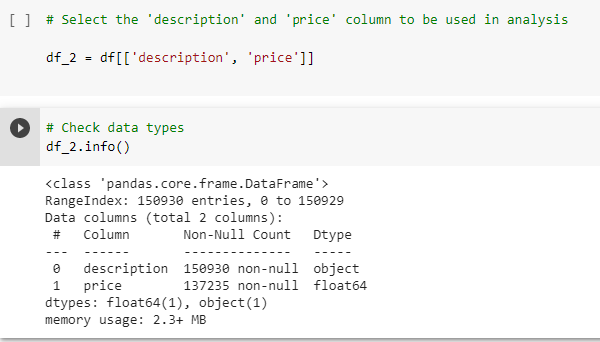 [ ] # Select the 'description' and 'price' column to be used in analysis
df_2 = df[['description', 'price']]
# Check data types
df_2.info()
<class 'pandas.core.frame.DataFrame'>
RangeIndex: 150930 entries, 0 to 150929
Data columns (total 2 columns):
 #   Column       Non-Null Count   Dtype
---  ------       --------------   -----
 0   description  150930 non-null  object
 1   price        137235 non-null  float64
dtypes: float64(1), object(1)
memory usage: 2.3+ MB